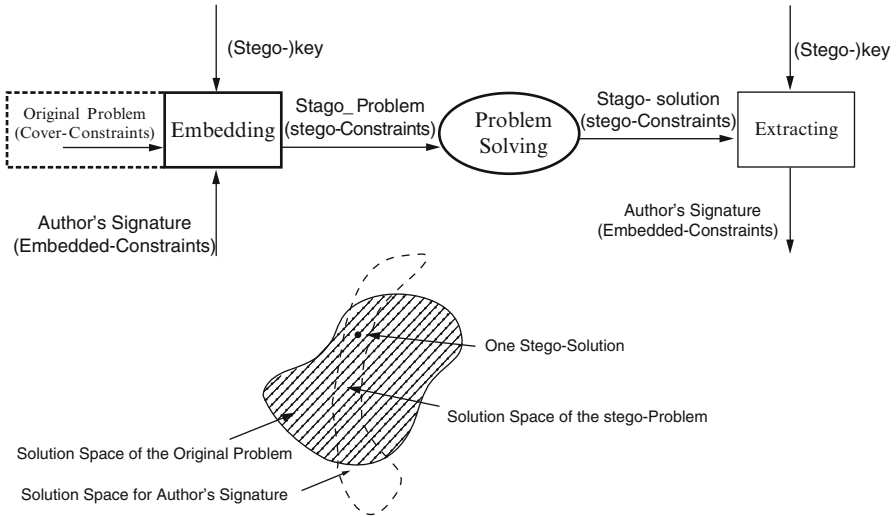 (Stego-)key
(Stego-)key
Original Problem
(Cover-Constraints)
Embedding
Stago_Problem
(stego-Constraints)
Problem
Solving
Stago- solution
(stego-Constraints)
Extracting
Author's Signature
(Embedded-Constraints)
Author's Signature
(Embedded-Constraints)
One Stego-Solution
Solution Space of the stego-Problem
Solution Space of the Original Problem
Solution Space for Author's Signature